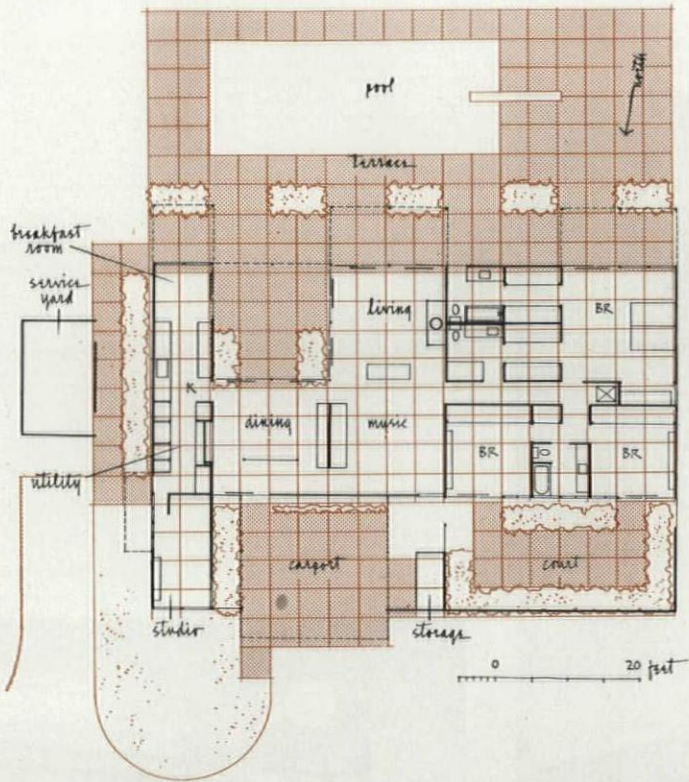 pool
north
terrace
breakfast
room
service
yard
living
BR
K
dining
music
BR
BR
utility
carport
court
studio
storage
0 20 feet